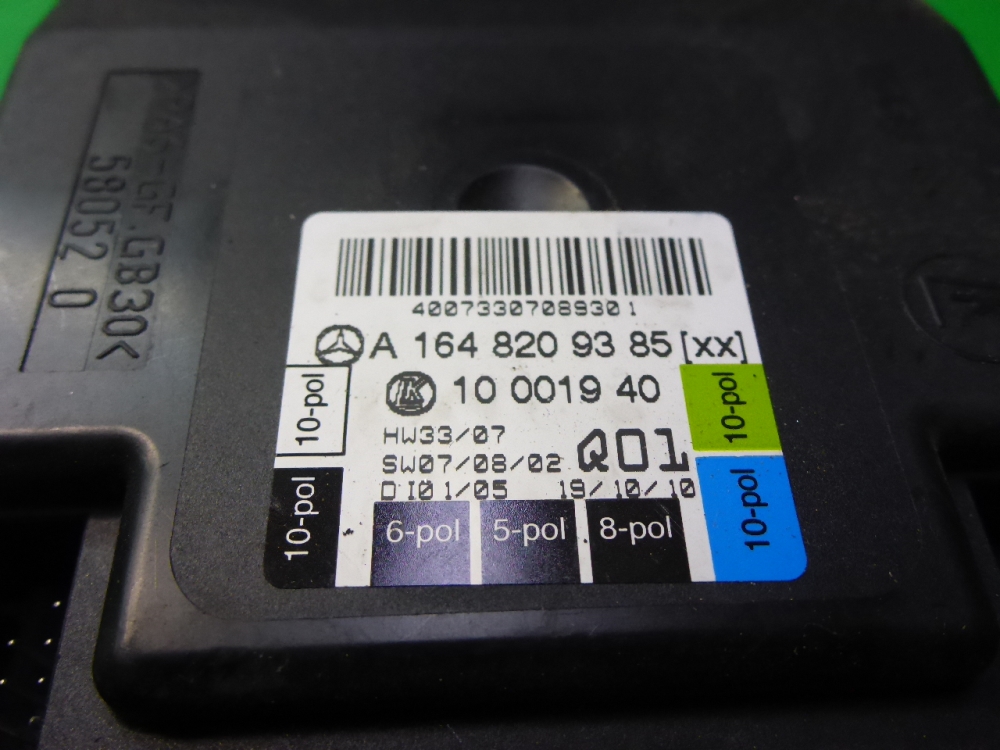 GF.GB30<
58052 0
4007330708930 1
A 164 820 93 85 [xx]
LK 10 0019 40
10-pol
10-pol
HW33/07
SW07/08/02 Q01
DI01/05 19/10/10
10-pol
6-pol 5-pol 8-pol
10-pol